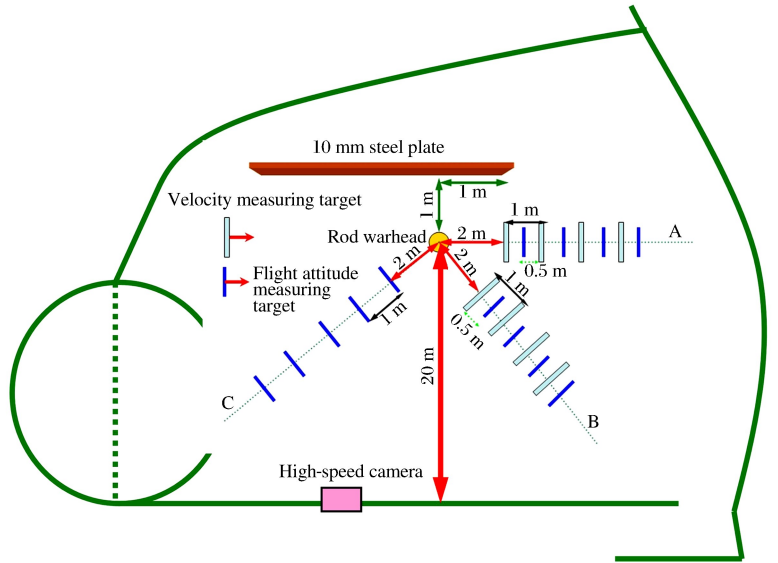 10 mm steel plate
1 m
1 m
Velocity measuring target
1 m
Rod warhead
2 m
A
2 m
2 m
0.5 m
Flight attitude
measuring
target
1 m
1 m
0.5 m
20 m
C
B
High-speed camera